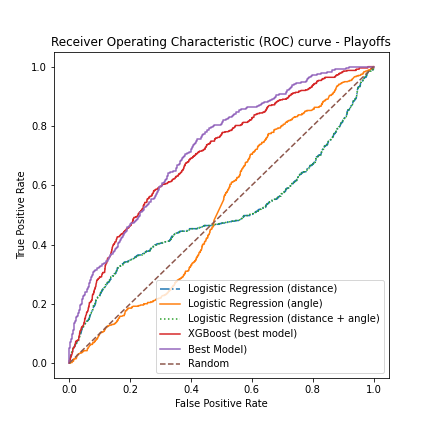 Receiver Operating Characteristic (ROC) curve - Playoffs
True Positive Rate
1.0
0.8
0.6
0.4
0.2
0.0
Logistic Regression (distance)
Logistic Regression (angle)
Logistic Regression (distance + angle)
XGBoost (best model)
Best Model)
Random
0.0 0.2 0.4 0.6 0.8 1.0
False Positive Rate